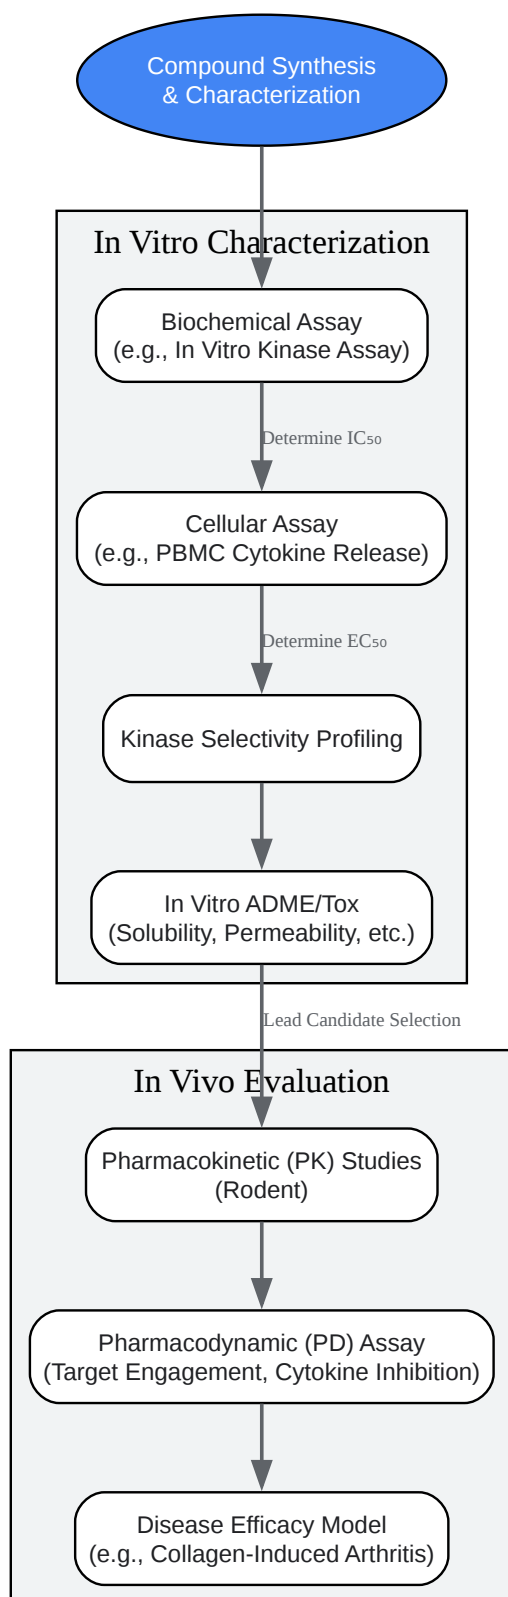 Compound Synthesis
& Characterization
In Vitro Characterization
Biochemical Assay
(e.g., In Vitro Kinase Assay)
Determine IC₅₀
Cellular Assay
(e.g., PBMC Cytokine Release)
Determine EC₅₀
Kinase Selectivity Profiling
In Vitro ADME/Tox
(Solubility, Permeability, etc.)
Lead Candidate Selection
In Vivo Evaluation
Pharmacokinetic (PK) Studies
(Rodent)
Pharmacodynamic (PD) Assay
(Target Engagement, Cytokine Inhibition)
Disease Efficacy Model
(e.g., Collagen-Induced Arthritis)